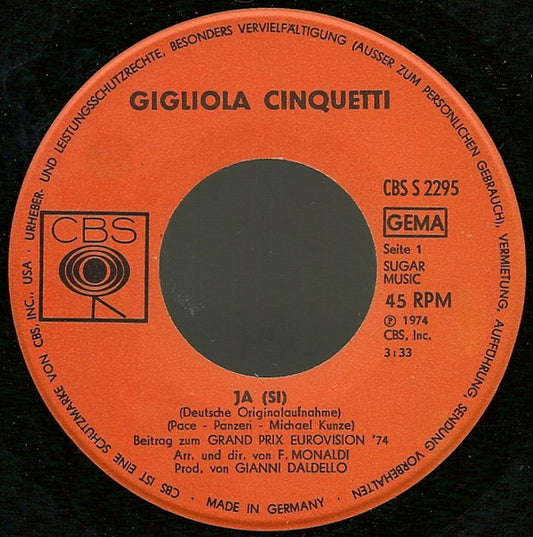 URHEBER- UND LEISTUNGSSCHUTZRECHTE, BESONDERS VERVIELFÄLTIGUNG (AUSSER ZUM PERSÖNLICHEN GEBRAUCH), VERMIETUNG, AUFFÜHRUNG, SENDUNG VORBEHALTEN
GIGLIOLA CINQUETTI
CBS
CBS S 2295
GEMA
Seite 1
SUGAR
MUSIC
45 RPM
℗ 1974
CBS, Inc.
3:33
JA (SI)
(Deutsche Originalaufnahme)
(Pace - Panzeri - Michael Kunze)
Beitrag zum GRAND PRIX EUROVISION '74
Arr. und dir. von F. MONALDI
Prod. von GIANNI DALDELLO
CBS IST EINE SCHUTZMARKE VON CBS, INC., USA ·
· MADE IN GERMANY ·